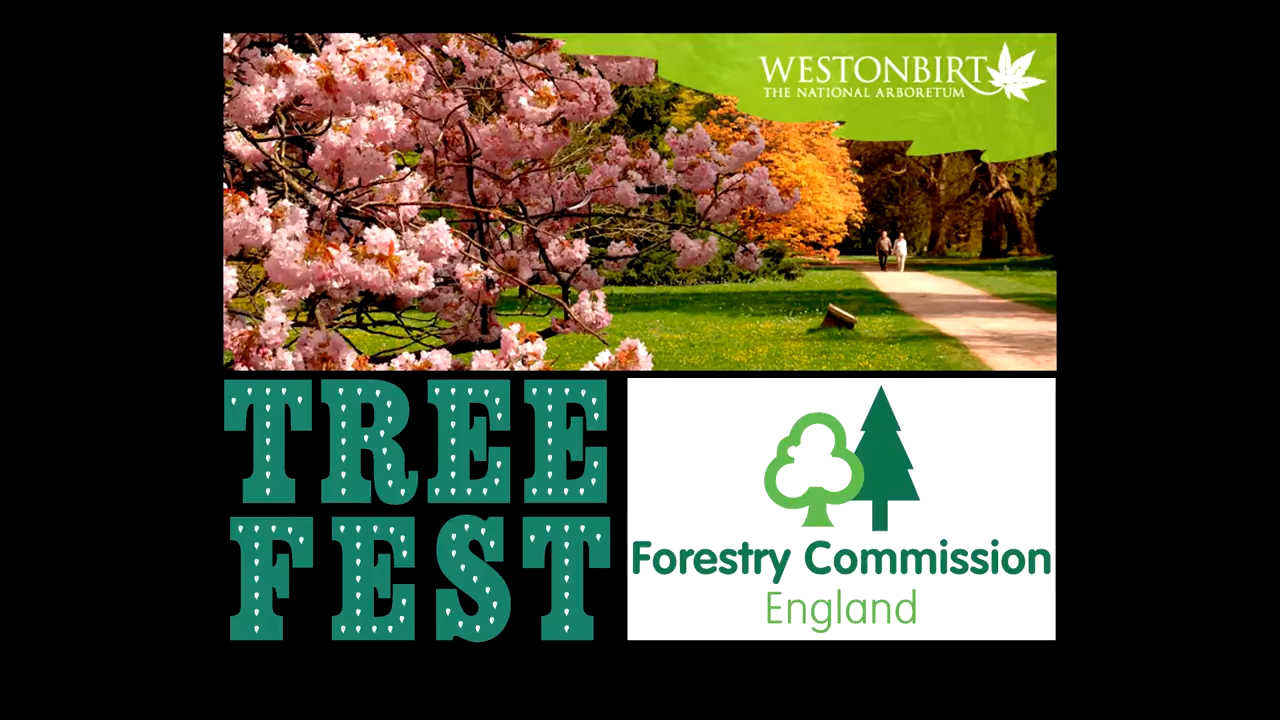 WESTONBIRT
THE NATIONAL ARBORETUM
TREE
FEST
Forestry Commission
England